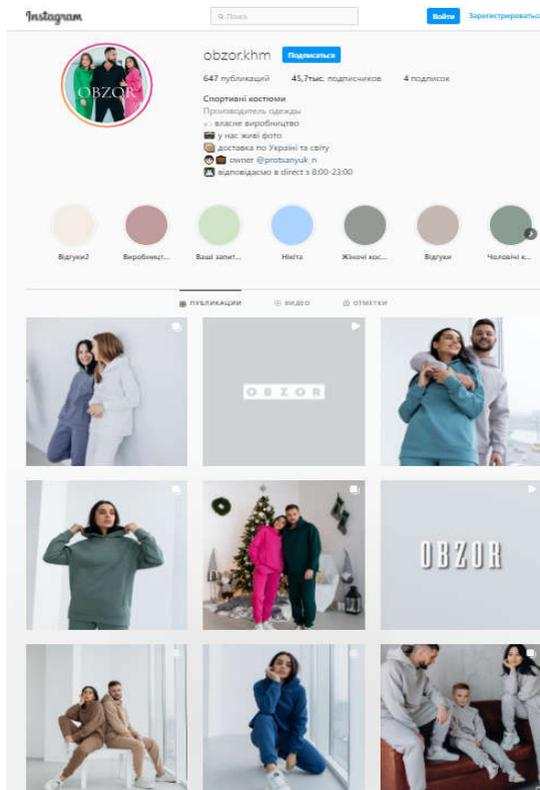 Instagram
Поиск
Войти
Зарегистрироваться
OBZOR
obzor.khm Подписаться
647 публикаций 45,7тыс. подписчиков 4 подписок
Спортивні костюми
Производитель одежды
власне виробництво
у нас живі фото
доставка по Україні та світу
owner @protsanyuk_n
відповідаємо в direct з 8:00-23:00
Відгуки2 Виробницт... Ваші запит... Нікіта Жіночі кос... Відгуки Чоловічі к...
ПУБЛИКАЦИИ ВИДЕО ОТМЕТКИ
OBZOR
OBZOR